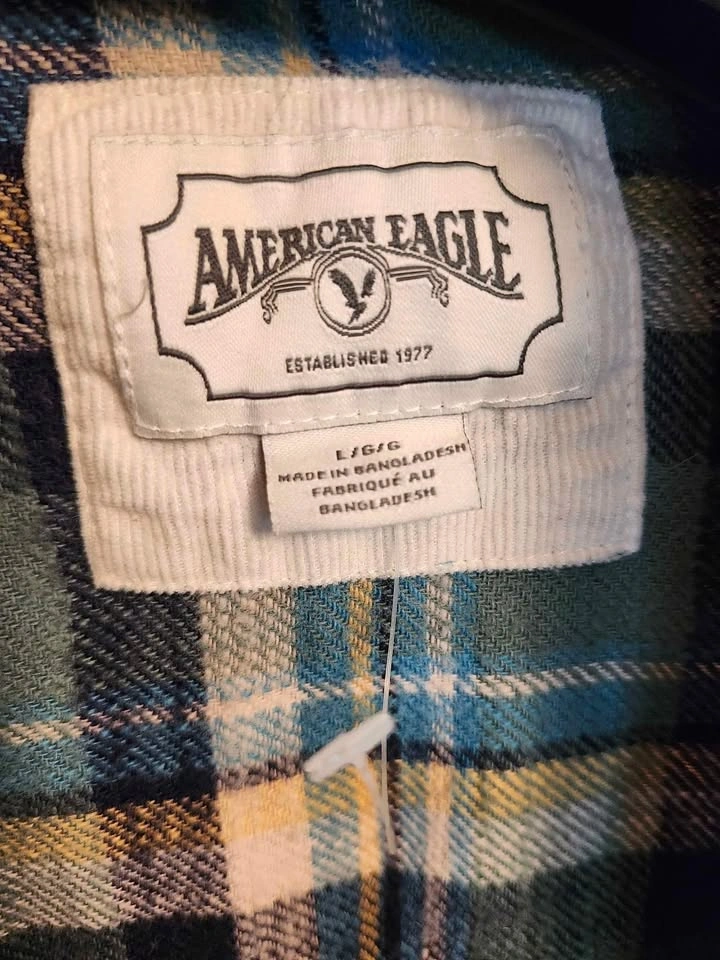 AMERICAN EAGLE
ESTABLISHED 1977
L/G/G
MADE IN BANGLADESH
FABRIQUÉ AU
BANGLADESH